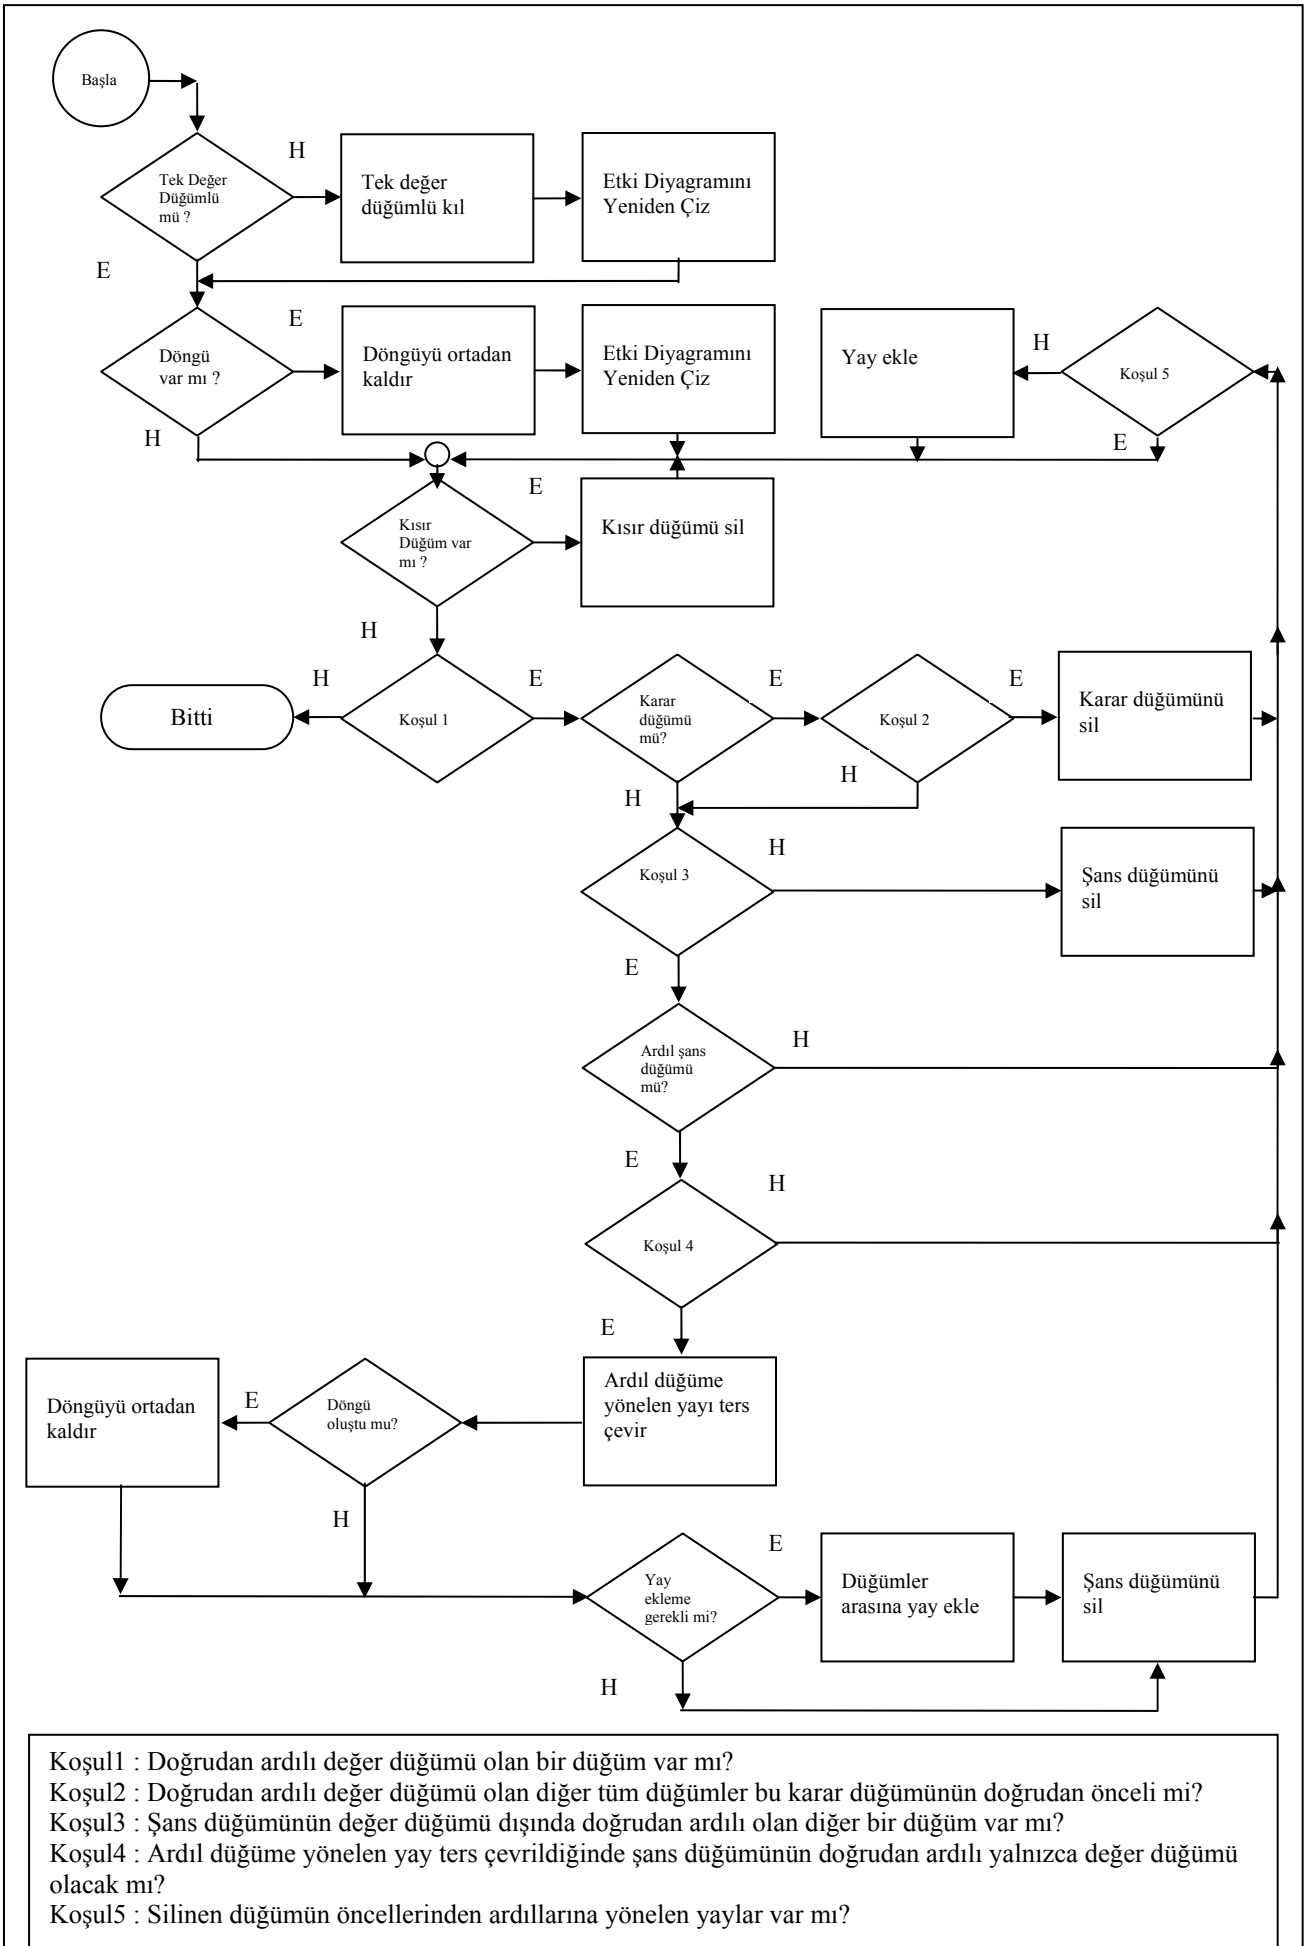 Başla
Tek Değer
Düğümlü
mü ?
H
Tek değer
düğümlü kıl
Etki Diyagramını
Yeniden Çiz
E
Döngü
var mı ?
E
Döngüyü ortadan
kaldır
Etki Diyagramını
Yeniden Çiz
Yay ekle
H
Koşul 5
H
E
Kısır
Düğüm var
mı ?
E
Kısır düğümü sil
H
Bitti
H
Koşul 1
E
Karar
düğümü
mü?
E
Koşul 2
E
Karar düğümünü
sil
H
H
Koşul 3
H
Şans düğümünü
sil
E
Ardıl şans
düğümü
mü?
H
E
Koşul 4
H
E
Döngüyü ortadan
kaldır
E
Döngü
oluştu mu?
Ardıl düğüme
yönelen yayı ters
çevir
H
Yay
ekleme
gerekli mi?
E
Düğümler
arasına yay ekle
Şans düğümünü
sil
H
Koşul1 : Doğrudan ardılı değer düğümü olan bir düğüm var mı?
Koşul2 : Doğrudan ardılı değer düğümü olan diğer tüm düğümler bu karar düğümünün doğrudan önceli mi?
Koşul3 : Şans düğümünün değer düğümü dışında doğrudan ardılı olan diğer bir düğüm var mı?
Koşul4 : Ardıl düğüme yönelen yay ters çevrildiğinde şans düğümünün doğrudan ardılı yalnızca değer düğümü
olacak mı?
Koşul5 : Silinen düğümün öncellerinden ardıllarına yönelen yaylar var mı?